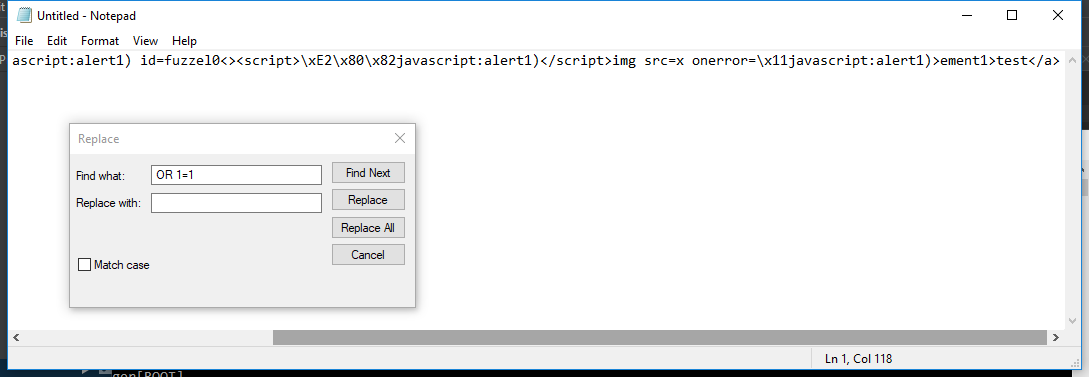 Untitled - Notepad
File Edit Format View Help
ascript:alert1) id=fuzzel0<><script>\xE2\x80\x82javascript:alert1)</script>img src=x onerror=\x11javascript:alert1)>ement1>test</a>
Replace
Find what: OR 1=1 Find Next
Replace with: Replace
Replace All
Cancel
Match case
Ln 1, Col 118
gen[ROOT]